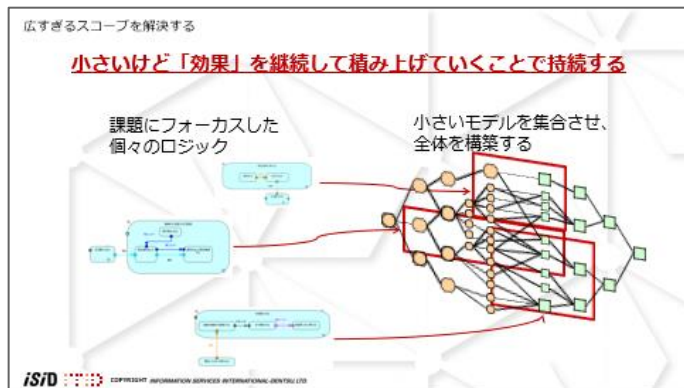 広すぎるスコープを解決する
小さいけど「効果」を継続して積み上げていくことで持続する
課題にフォーカスした
個々のロジック
小さいモデルを集合させ、
全体を構築する
iSiD
COPYRIGHT INFORMATION SERVICES INTERNATIONAL-DENTSU, LTD